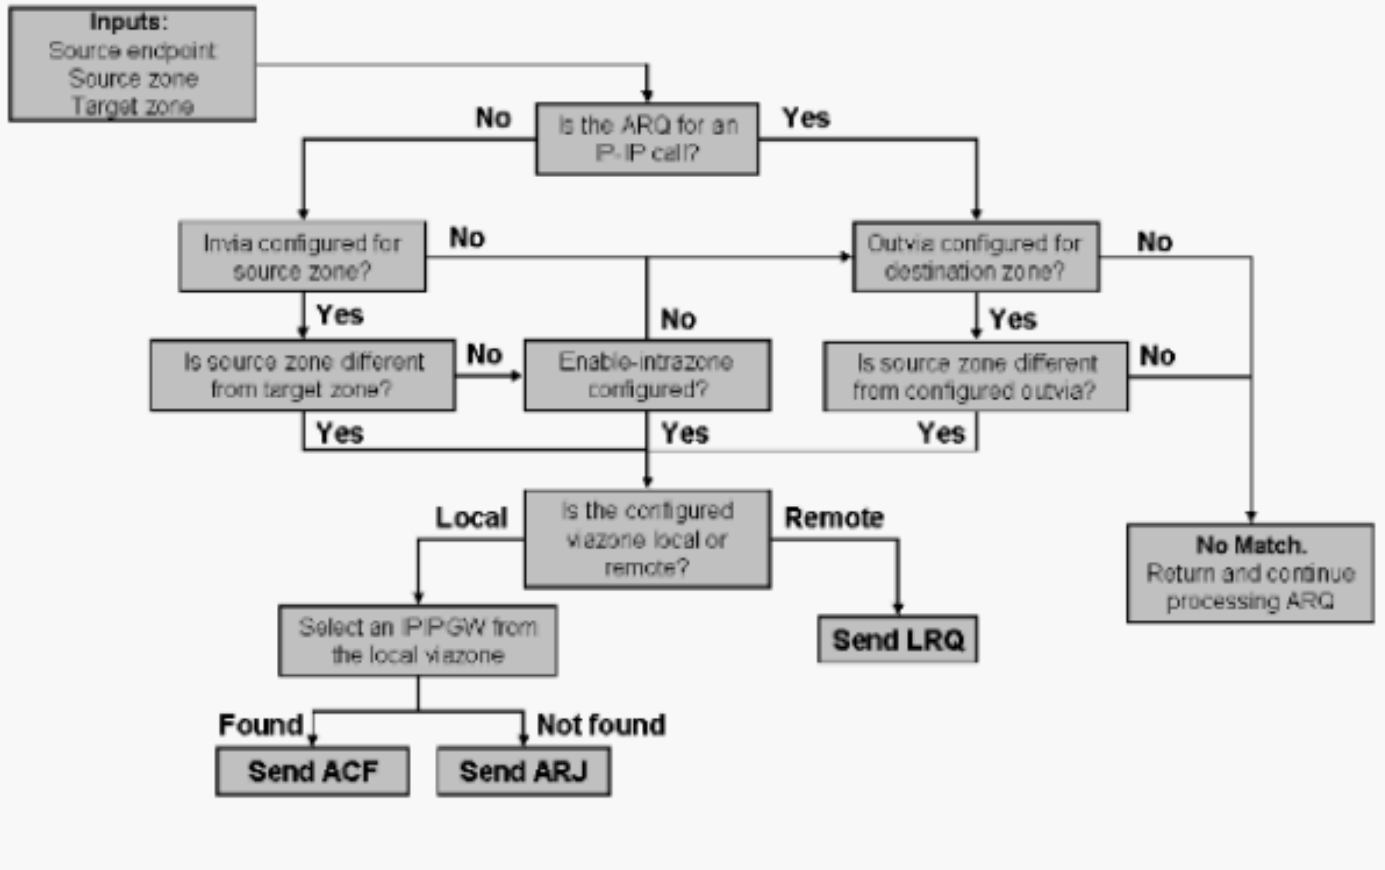 Inputs:
Source endpoint
Source zone
Target zone
No
Is the ARQ for an
IP-IP call?
Yes
Invia configured for
source zone?
No
Outvia configured for
destination zone?
No
Yes
No
Yes
Is source zone different
from target zone?
No
Enable-intrazone
configured?
Is source zone different
from configured outvia?
No
Yes
Yes
Yes
Local
Is the configured
viazone local or
remote?
Remote
No Match.
Return and continue
processing ARQ
Select an IPIPGW from
the local viazone
Send LRQ
Found
Not found
Send ACF
Send ARJ